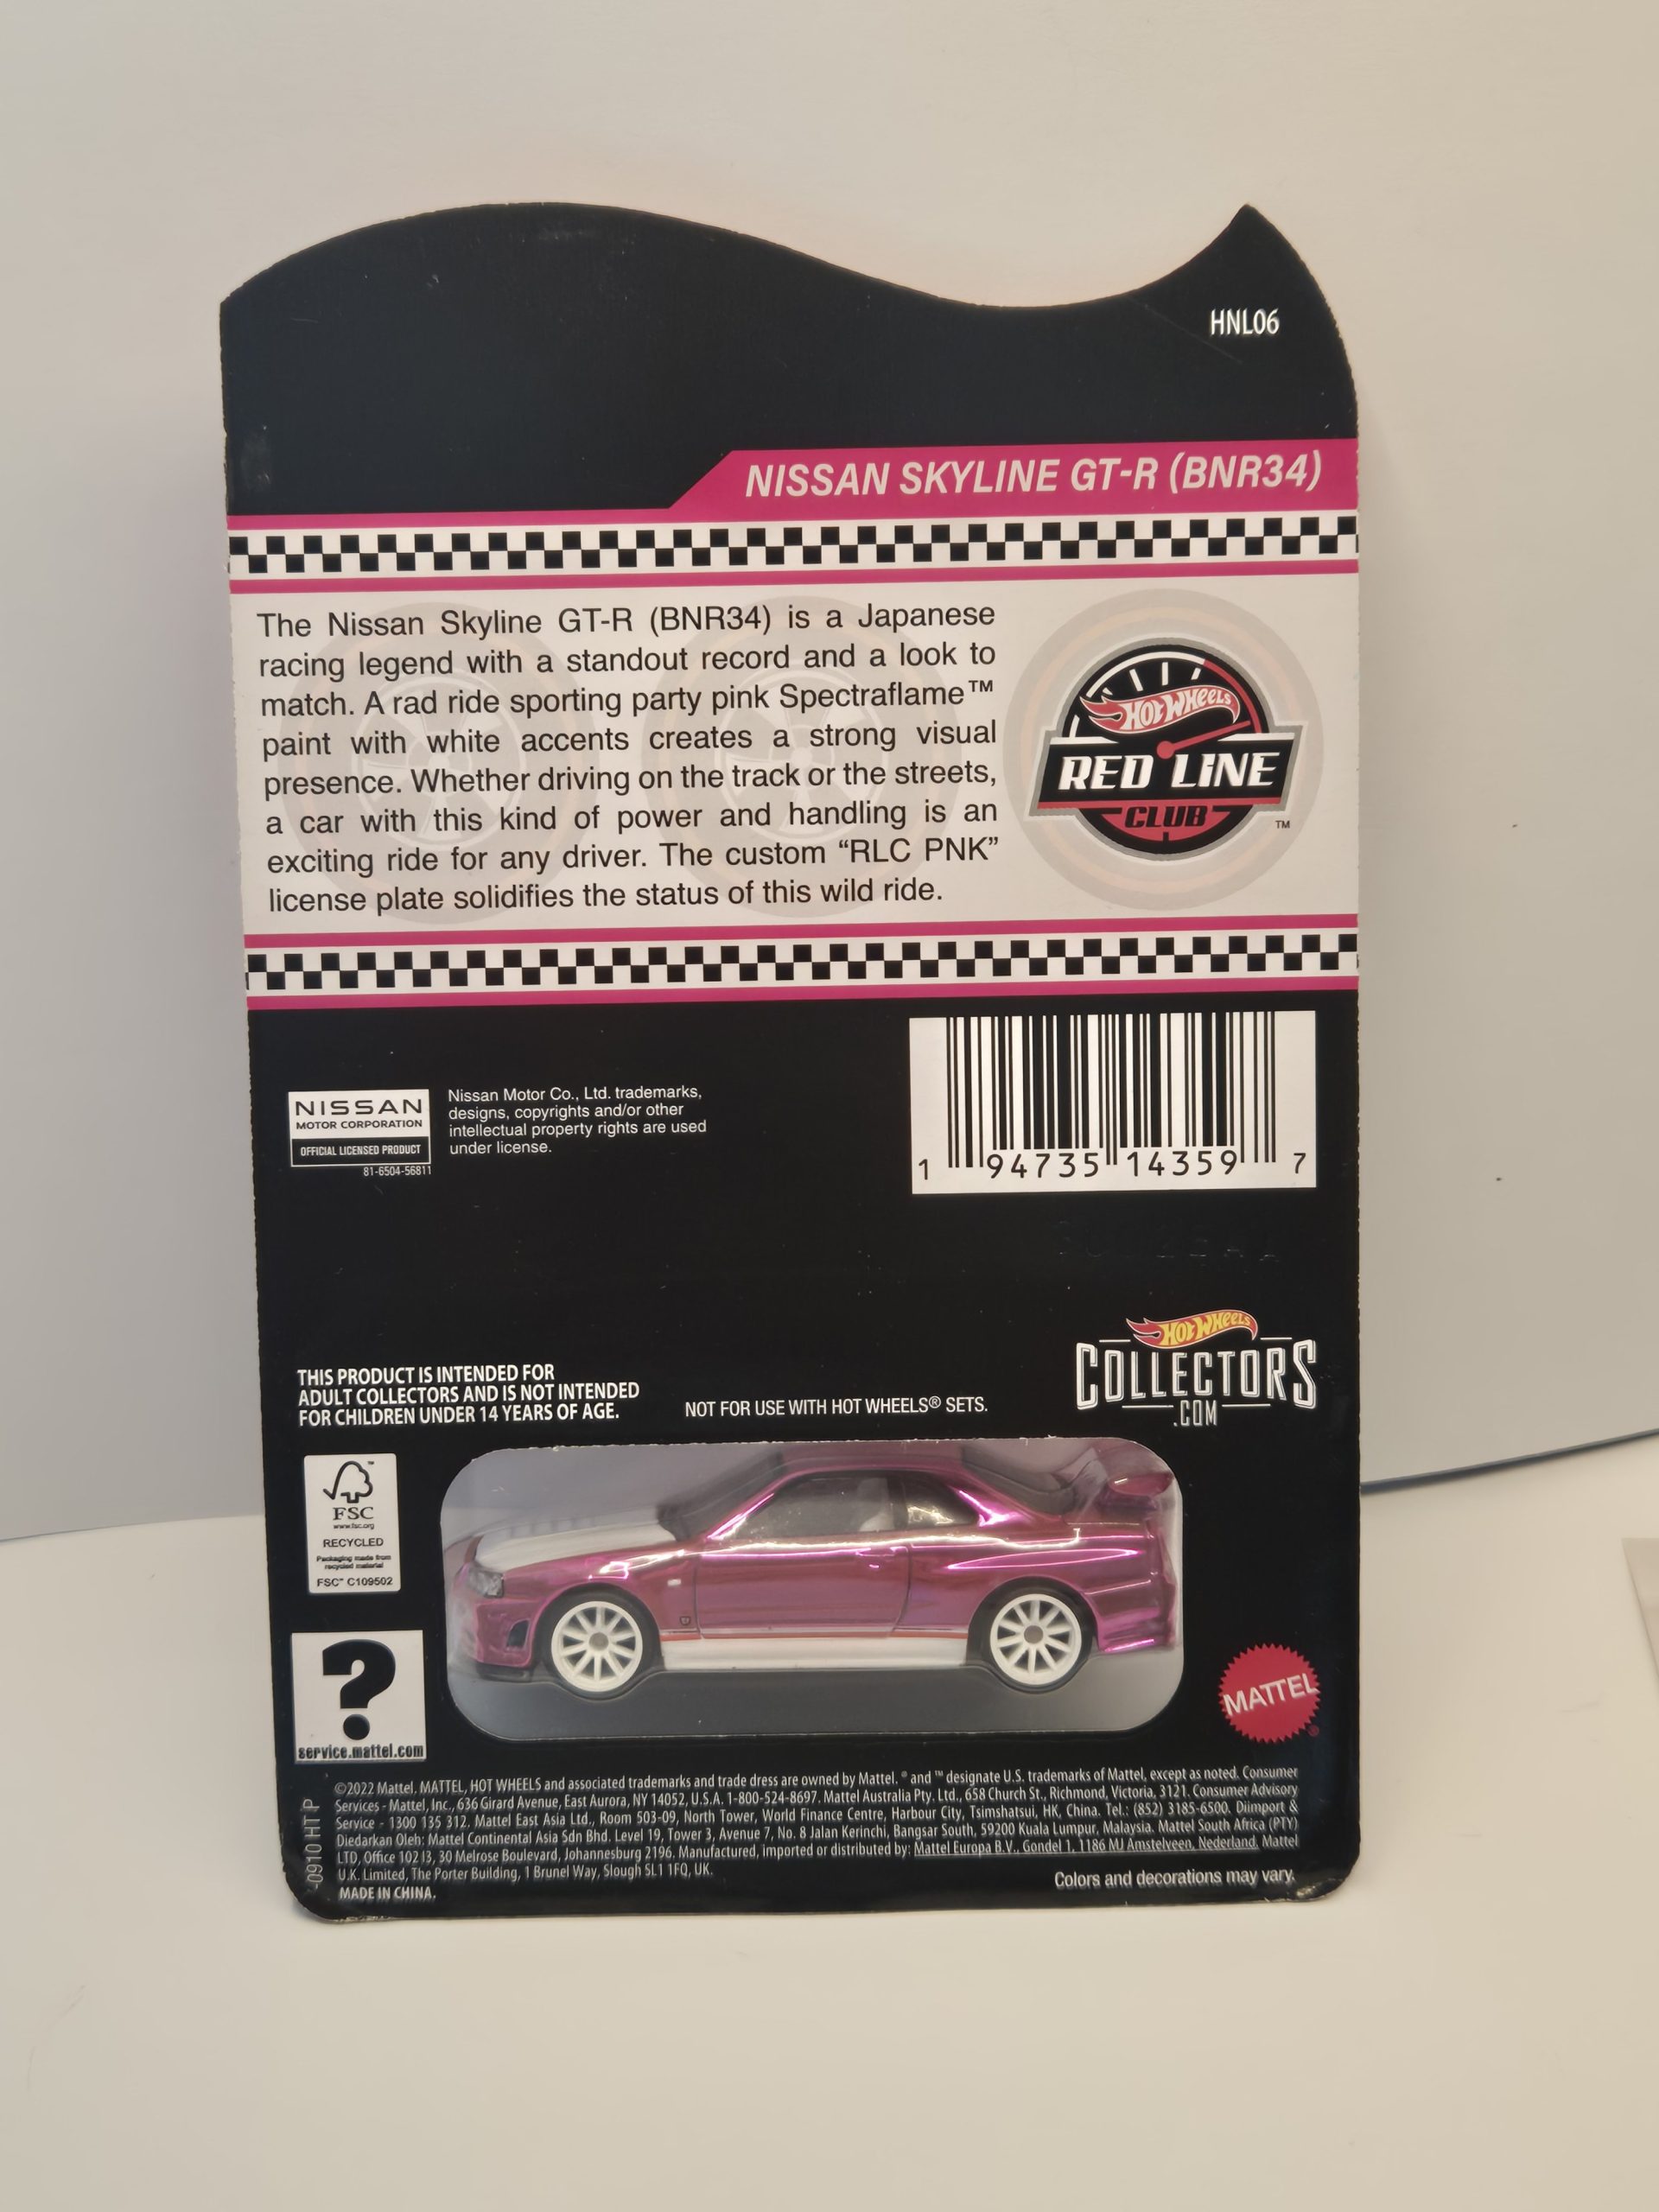 HNL06
NISSAN SKYLINE GT-R (BNR34)
The Nissan Skyline GT-R (BNR34) is a Japanese
racing legend with a standout record and a look to
match. A rad ride sporting party pink Spectraflame™
paint with white accents creates a strong visual
presence. Whether driving on the track or the streets,
a car with this kind of power and handling is an
exciting ride for any driver. The custom “RLC PNK”
license plate solidifies the status of this wild ride.
HOT WHEELS
RED LINE
CLUB
™
NISSAN
MOTOR CORPORATION
OFFICIAL LICENSED PRODUCT
81-6504-56811
Nissan Motor Co., Ltd. trademarks,
designs, copyrights and/or other
intellectual property rights are used
under license.
1 94735 14359 7
THIS PRODUCT IS INTENDED FOR
ADULT COLLECTORS AND IS NOT INTENDED
FOR CHILDREN UNDER 14 YEARS OF AGE.
NOT FOR USE WITH HOT WHEELS® SETS.
HOT WHEELS
COLLECTORS
.COM
FSC
www.fsc.org
RECYCLED
Packaging made from
recycled material
FSC™ C109502
?
service.mattel.com
MATTEL
®
©2022 Mattel. MATTEL, HOT WHEELS and associated trademarks and trade dress are owned by Mattel. ® and ™ designate U.S. trademarks of Mattel, except as noted. Consumer
Services - Mattel, Inc., 636 Girard Avenue, East Aurora, NY 14052, U.S.A. 1-800-524-8697. Mattel Australia Pty. Ltd., 658 Church St., Richmond, Victoria, 3121. Consumer Advisory
Service - 1300 135 312. Mattel East Asia Ltd., Room 503-09, North Tower, World Finance Centre, Harbour City, Tsimshatsui, HK, China. Tel.: (852) 3185-6500. Diimport &
Diedarkan Oleh: Mattel Continental Asia Sdn Bhd. Level 19, Tower 3, Avenue 7, No. 8 Jalan Kerinchi, Bangsar South, 59200 Kuala Lumpur, Malaysia. Mattel South Africa (PTY)
LTD, Office 102 I3, 30 Melrose Boulevard, Johannesburg 2196. Manufactured, imported or distributed by: Mattel Europa B.V., Gondel 1, 1186 MJ Amstelveen, Nederland. Mattel
U.K. Limited, The Porter Building, 1 Brunel Way, Slough SL1 1FQ, UK.
MADE IN CHINA.
Colors and decorations may vary.
-0910 HT P